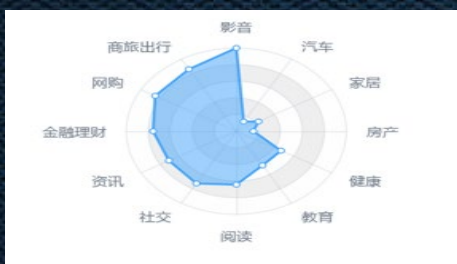 影音
商旅出行
汽车
网购
家居
金融理财
房产
资讯
健康
社交
教育
阅读